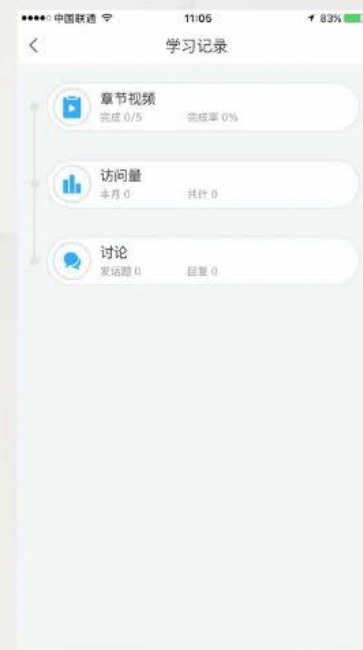 中国联通 11:05 83%
学习记录
章节视频
完成 0/5 完成率 0%
访问量
本月 0 共计 0
讨论
发话题 0 回复 0